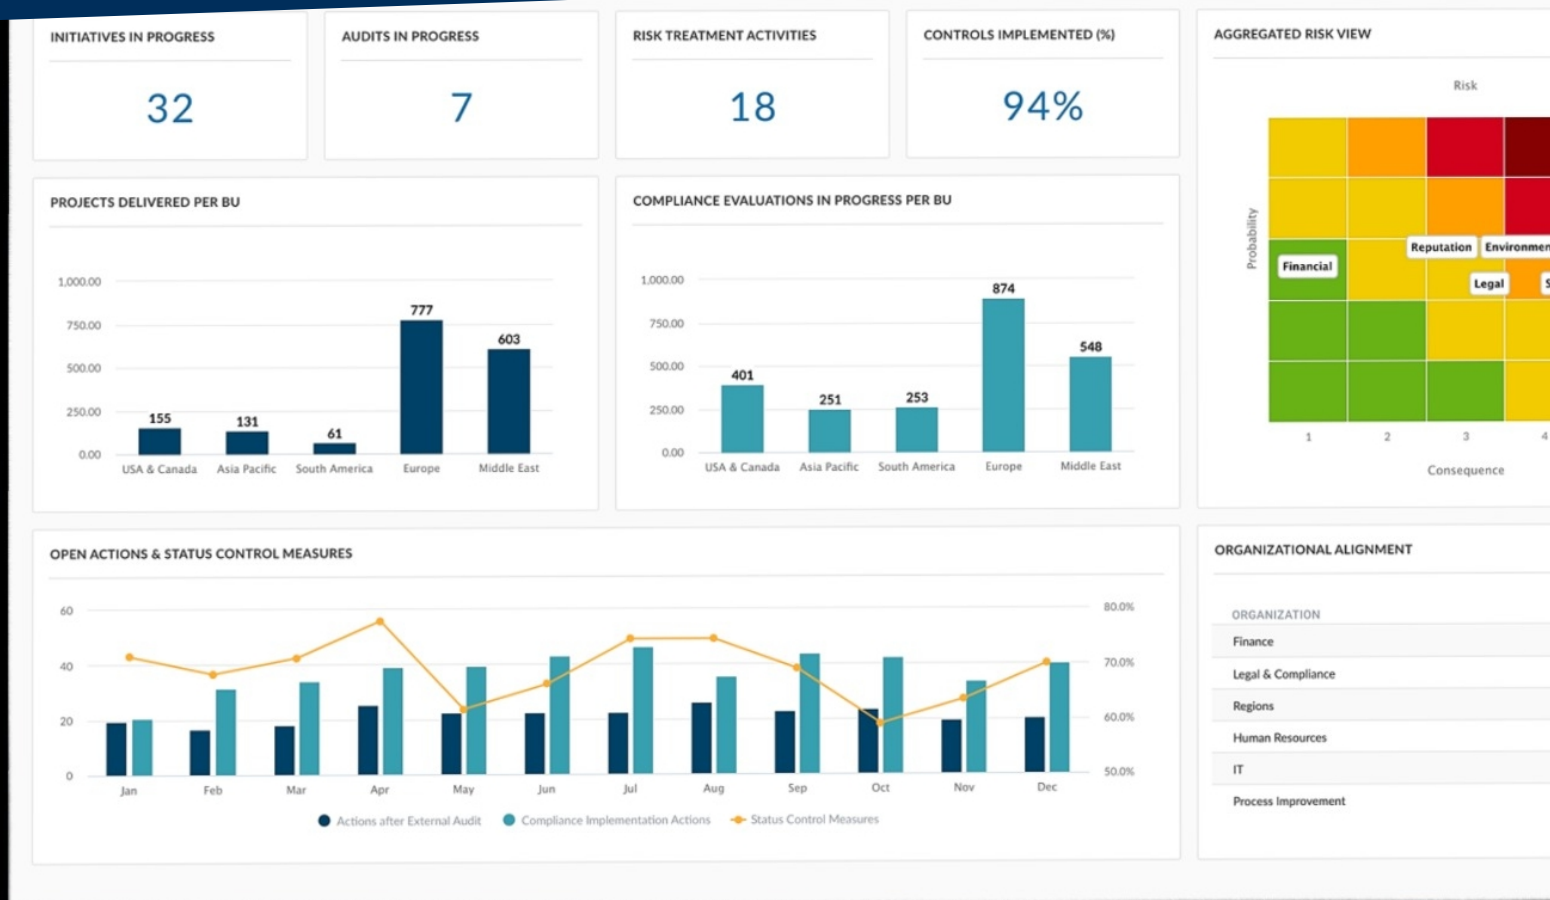 INITIATIVES IN PROGRESS
32
AUDITS IN PROGRESS
7
RISK TREATMENT ACTIVITIES
18
CONTROLS IMPLEMENTED (%)
94%
AGGREGATED RISK VIEW
Risk
Probability
Reputation
Financial
Legal
S
1 2 3 4
Consequence
PROJECTS DELIVERED PER BU
1,000.00
750.00
500.00
250.00
0.00
155 131 61 777 603
USA & Canada Asia Pacific South America Europe Middle East
COMPLIANCE EVALUATIONS IN PROGRESS PER BU
1,000.00
750.00
500.00
250.00
0.00
401 251 253 874 548
USA & Canada Asia Pacific South America Europe Middle East
OPEN ACTIONS & STATUS CONTROL MEASURES
60
40
20
0
80.0%
70.0%
60.0%
50.0%
Jan Feb Mar Apr May Jun Jul Aug Sep Oct Nov Dec
Actions after External Audit Compliance Implementation Actions Status Control Measures
ORGANIZATIONAL ALIGNMENT
ORGANIZATION
Finance
Legal & Compliance
Regions
Human Resources
IT
Process Improvement